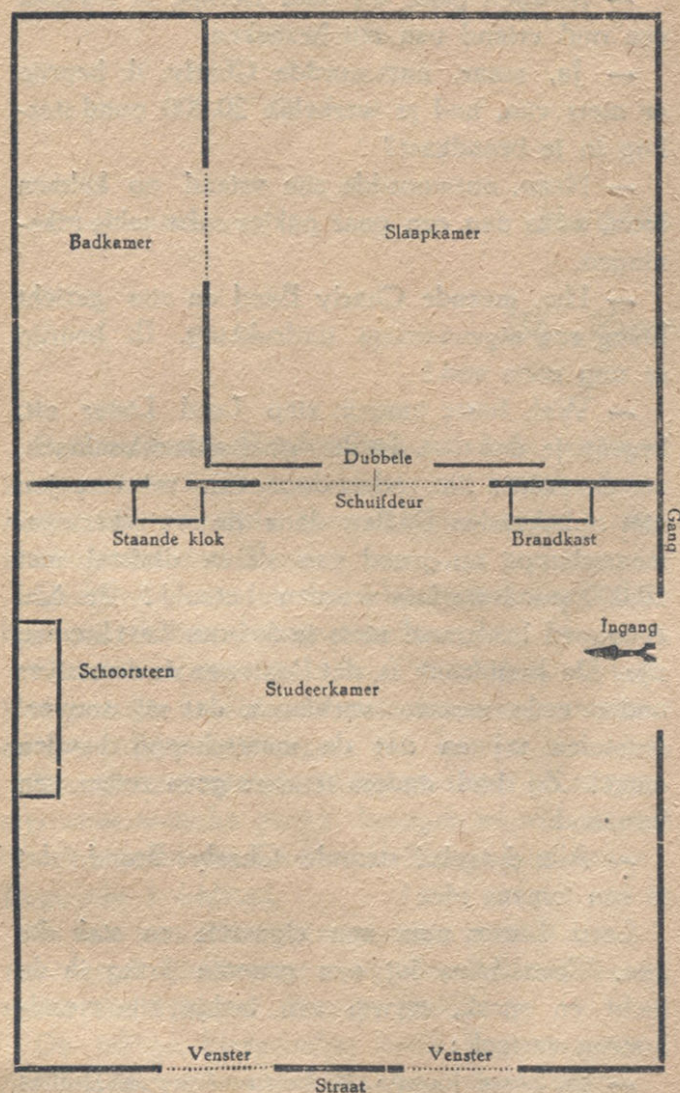 Badkamer
Slaapkamer
Dubbele
Schuifdeur
Staande klok
Brandkast
Gang
Ingang
Schoorsteen
Studeerkamer
Venster
Venster
Straat